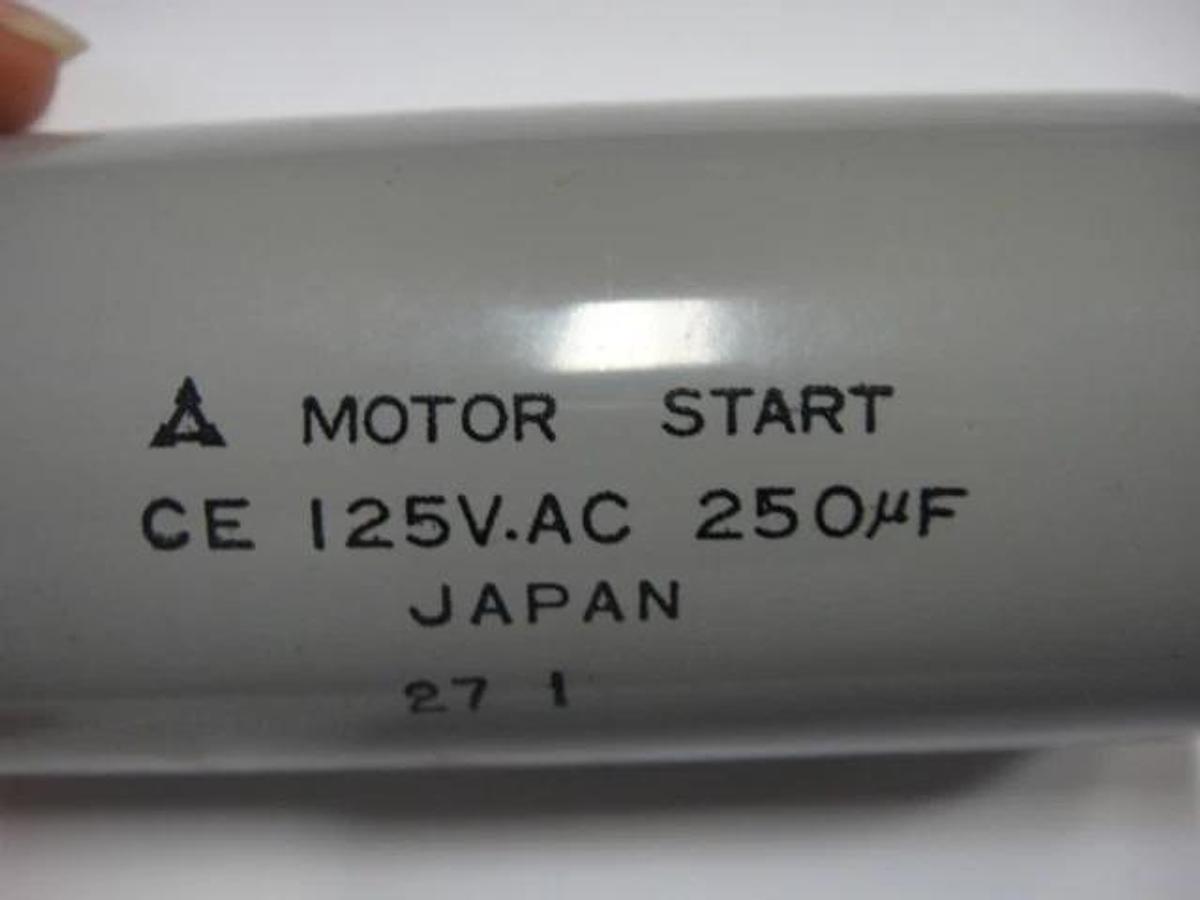 MOTOR START
CE 125V.AC 250µF
JAPAN
27 1